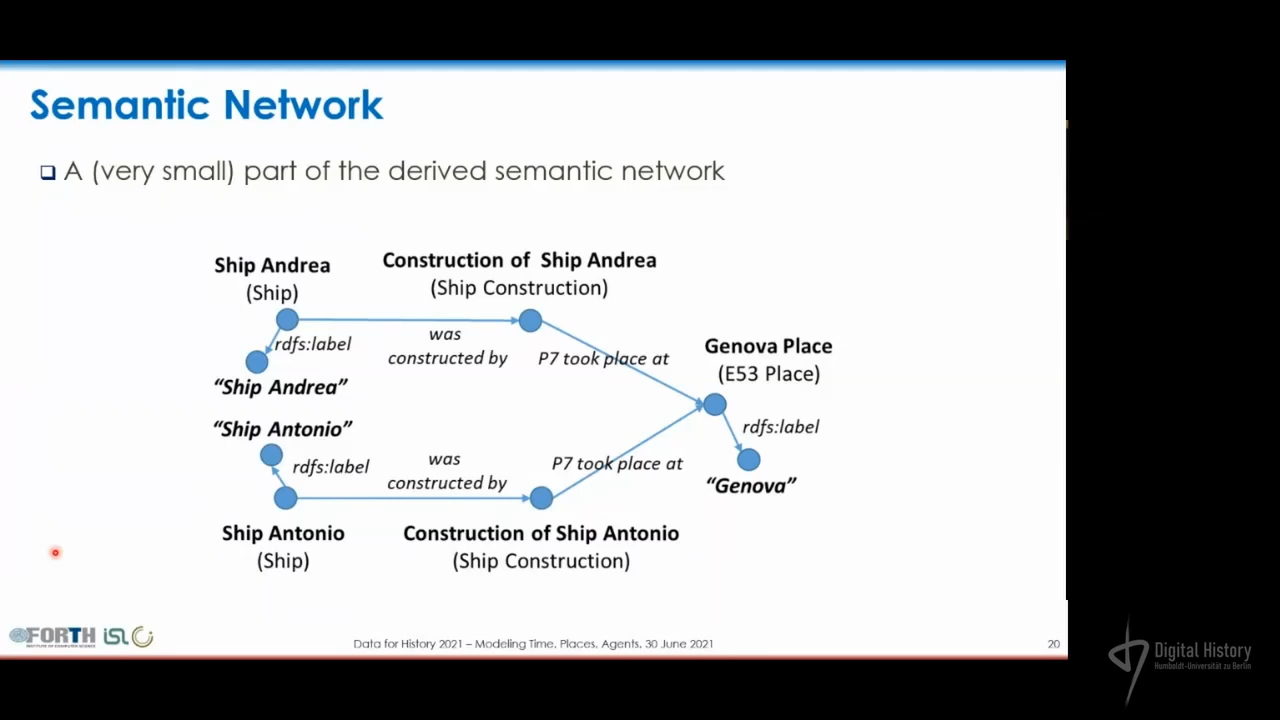 Semantic Network
A (very small) part of the derived semantic network
Ship Andrea
(Ship)
Construction of Ship Andrea
(Ship Construction)
rdfs:label
was
constructed by
P7 took place at
Genova Place
(E53 Place)
"Ship Andrea"
"Ship Antonio"
rdfs:label
was
constructed by
P7 took place at
rdfs:label
"Genova"
Ship Antonio
(Ship)
Construction of Ship Antonio
(Ship Construction)
FORTH
INSTITUTE OF COMPUTER SCIENCE
isl
Data for History 2021 – Modeling Time, Places, Agents, 30 June 2021
20
Digital History
Humboldt-Universität zu Berlin